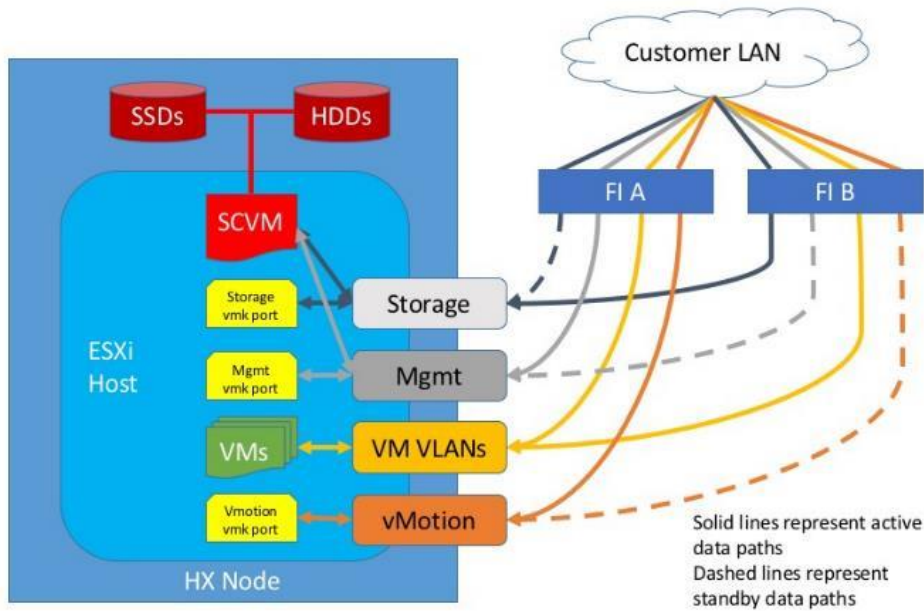 Customer LAN
SSDs
HDDs
FI A
FI B
SCVM
Storage
vmk port
Storage
ESXi
Host
Mgmt
vmk port
Mgmt
VMs
VM VLANs
Vmotion
vmk port
vMotion
Solid lines represent active
data paths
Dashed lines represent
standby data paths
HX Node